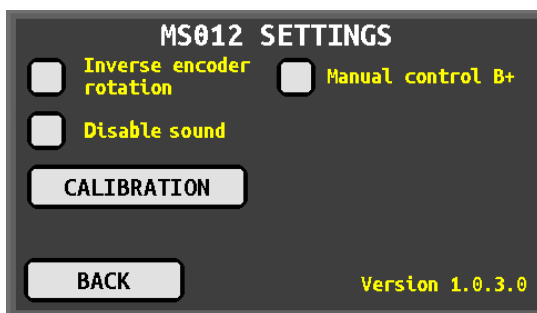 MS012 SETTINGS
Inverse encoder
rotation
Manual control B+
Disable sound
CALIBRATION
BACK
Version 1.0.3.0